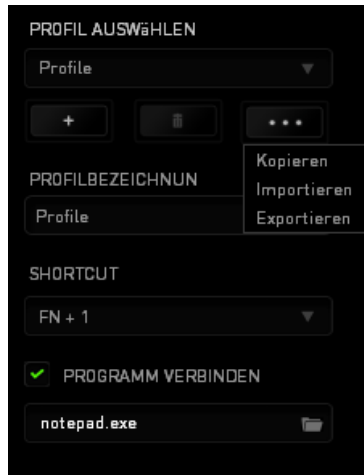 PROFIL AUSWäHLEN
Profile
+
•••
Kopieren
Importieren
Exportieren
PROFILBEZEICHNUN
Profile
SHORTCUT
FN + 1
PROGRAMM VERBINDEN
notepad.exe